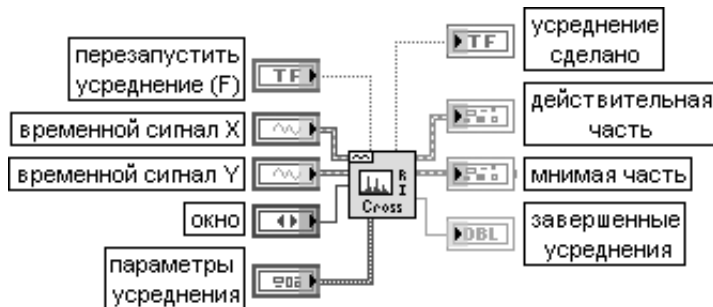 перезапустить
усреднение (F)
TF
временной сигнал X
временной сигнал Y
окно
параметры
усреднения
R
I
Cross
TF
усреднение
сделано
действительная
часть
мнимая часть
DBL
завершенные
усреднения